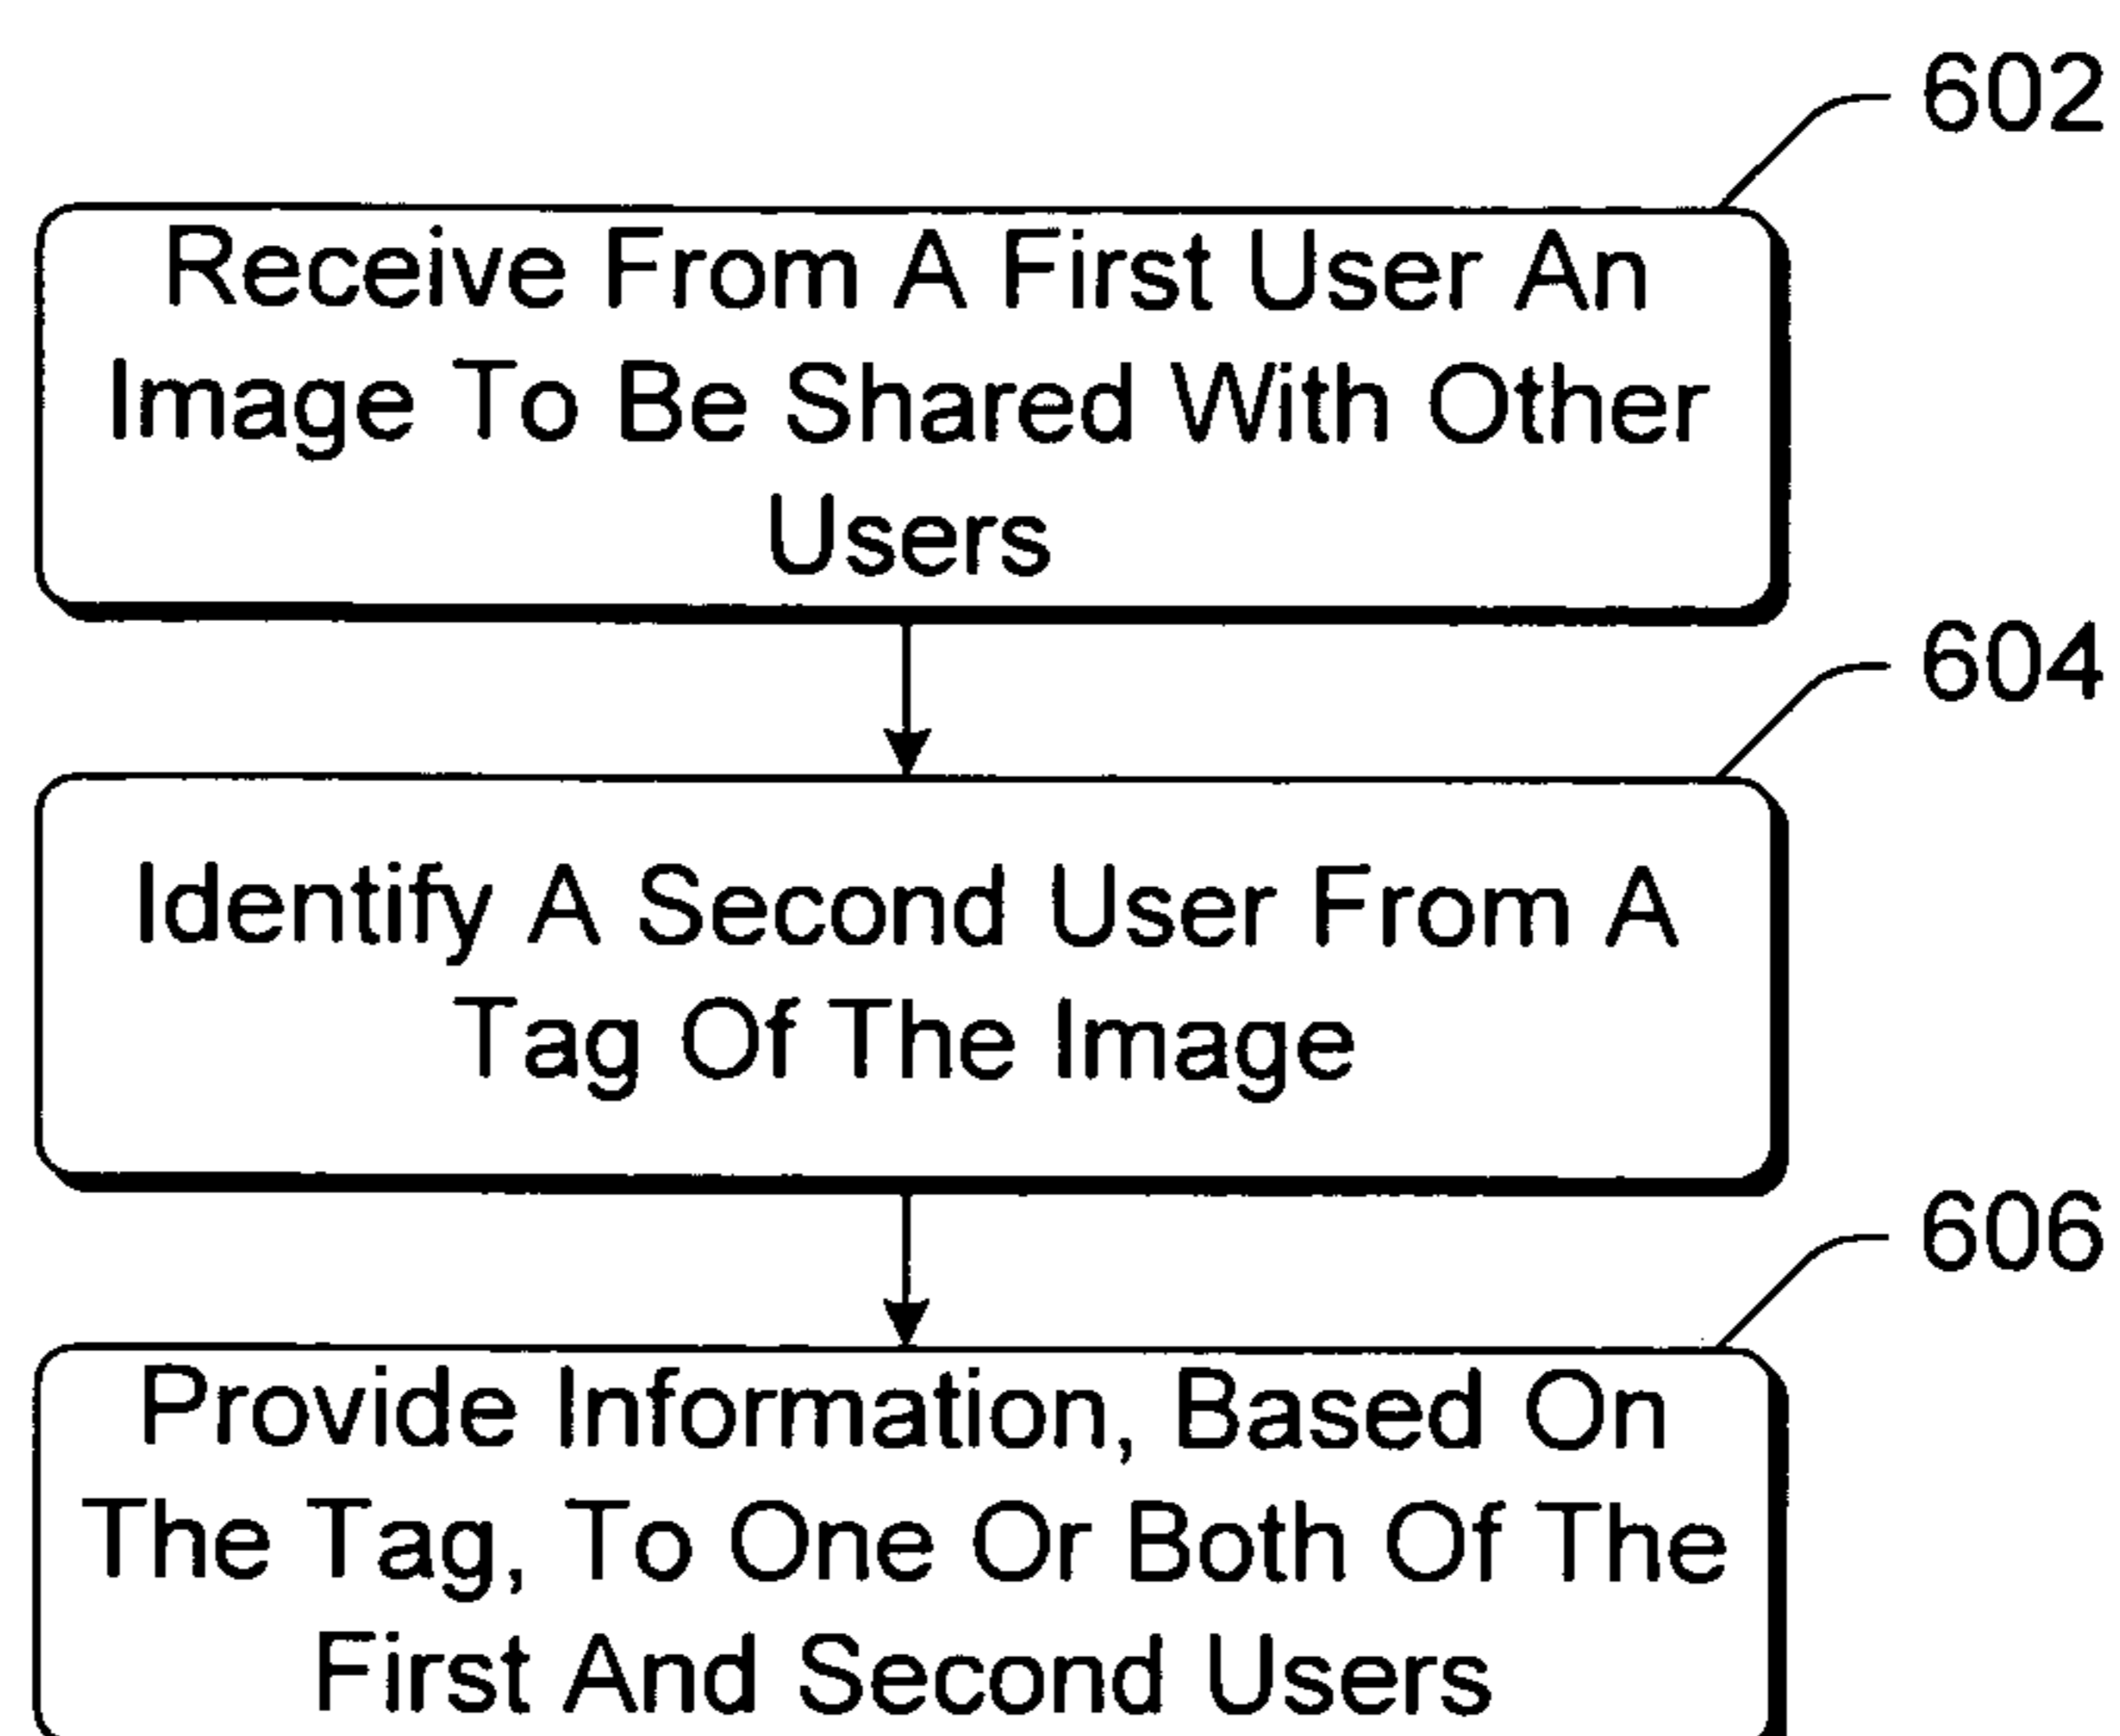 602
Receive From A First User An
Image To Be Shared With Other
Users
604
Identify A Second User From A
Tag Of The Image
606
Provide Information, Based On
The Tag, To One Or Both Of The
First And Second Users